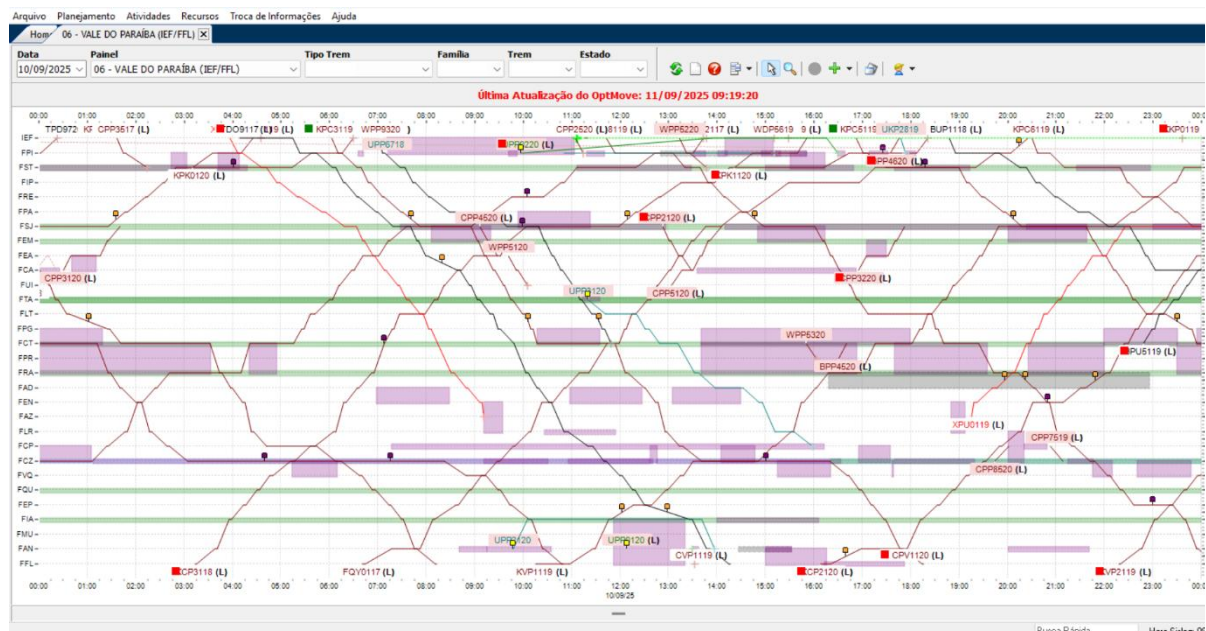 Arquivo Planejamento Atividades Recursos Troca de Informações Ajuda
06 - VALE DO PARAÍBA (IEF/FFL)
Data Painel Tipo Trem Família Trem Estado
10/09/2025 06 - VALE DO PARAÍBA (IEF/FFL)
Última Atualização do OptMove: 11/09/2025 09:19:20
00:00 01:00 02:00 03:00 04:00 05:00 06:00 07:00 08:00 09:00 10:00 11:00 12:00 13:00 14:00 15:00 16:00 17:00 18:00 19:00 20:00 21:00 22:00 23:00
CPP3517 (L) KPC3119 (L) WPP9320 CPP2520 (L) WPP5220 WDP5619 KPC5119 UKP2819 BUP1118 (L) KPC6119 (L)
IEF
UPP6718
FPI
CPP4620 (L)
FST
KPK0120 (L) CPK1120 (L)
FIP
FRE
FPA
CPP4520 (L) CPP2120 (L)
FSJ
FEM
WPP5120
FEA
FCA
CPP3120 (L) CPP3220 (L)
FUI
UPP3120 CPP5120 (L)
FTA
FLT
FPG
WPP5320
FCT
PU5119 (L)
FPR
BPP4520 (L)
FRA
FAD
FEN
FAZ
XPU0119 (L)
FLR
CPP7519 (L)
FCP
FCZ
CPP8520 (L)
FVQ
FQU
FEP
FIA
FMU
FAN
CVP1119 (L) CPV1120 (L)
FFL
CP3118 (L) FQV0117 (L) KVP1119 (L) CP2120 (L) VP2119 (L)
00:00 01:00 02:00 03:00 04:00 05:00 06:00 07:00 08:00 09:00 10:00 11:00 12:00 13:00 14:00 15:00 16:00 17:00 18:00 19:00 20:00 21:00 22:00 23:00
10/09/25